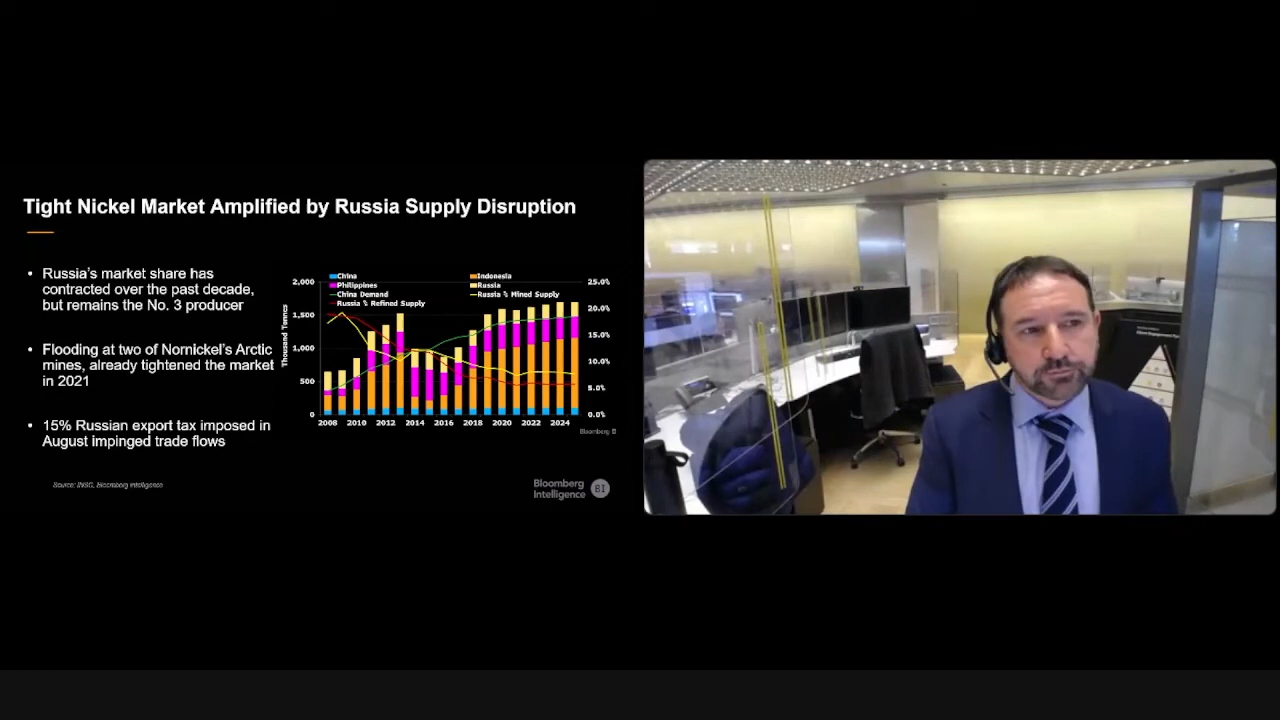 Tight Nickel Market Amplified by Russia Supply Disruption
• Russia's market share has
contracted over the past decade,
but remains the No. 3 producer
• Flooding at two of Nornickel's Arctic
mines, already tightened the market
in 2021
• 15% Russian export tax imposed in
August impinged trade flows
China
Indonesia
Philippines
Russia
China Demand
Russia % Mined Supply
Russia % Refined Supply
Thousand Tonnes
2,000
1,500
1,000
500
0
25.0%
20.0%
15.0%
10.0%
5.0%
0.0%
2008 2010 2012 2014 2016 2018 2020 2022 2024
Bloomberg
Source: INSG, Bloomberg Intelligence
Bloomberg
Intelligence
BI